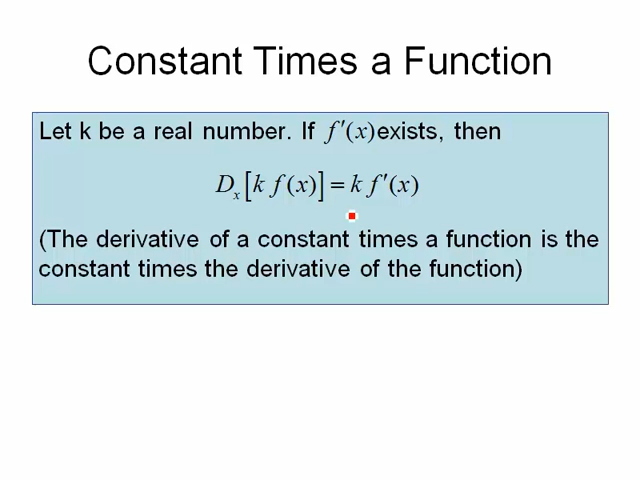 Constant Times a Function
Let k be a real number. If f′(x) exists, then
Dₓ[k f(x)] = k f′(x)
(The derivative of a constant times a function is the
constant times the derivative of the function)